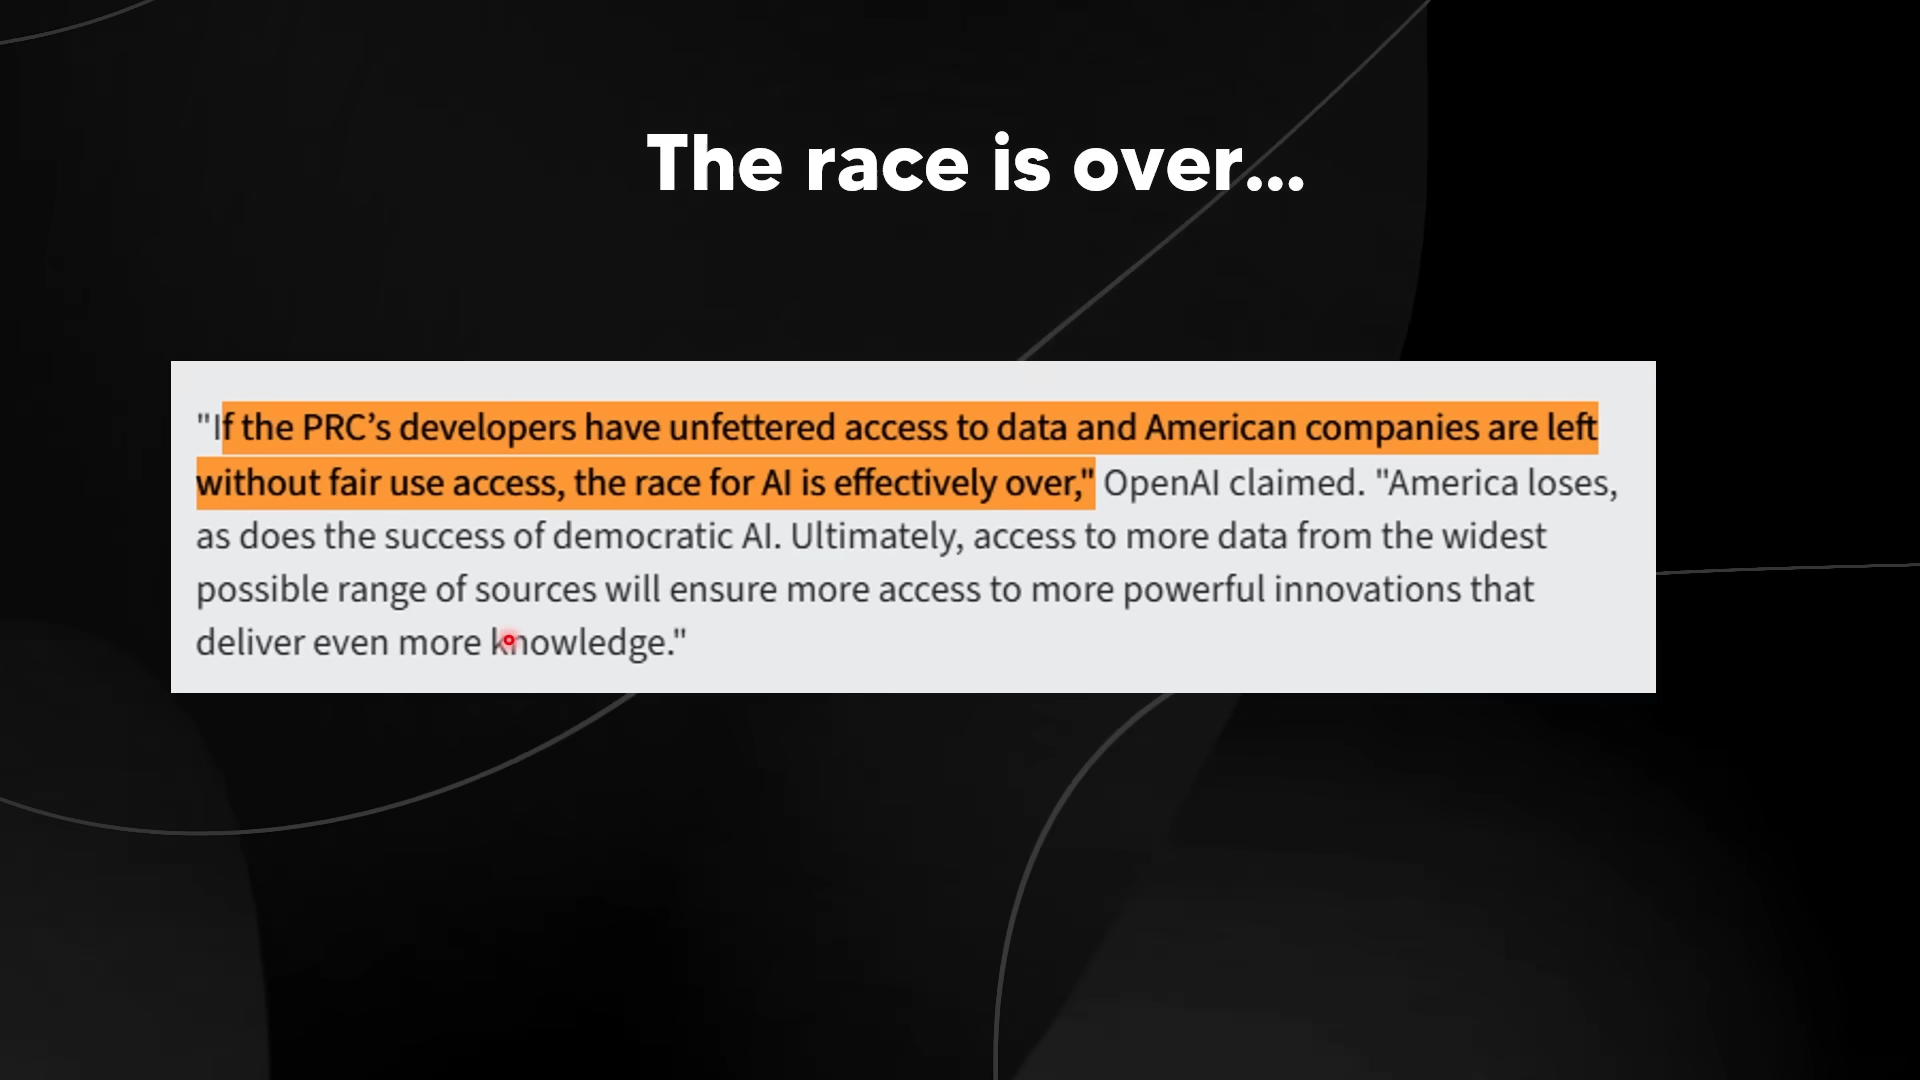 The race is over...
"If the PRC’s developers have unfettered access to data and American companies are left
without fair use access, the race for AI is effectively over," OpenAI claimed. "America loses,
as does the success of democratic AI. Ultimately, access to more data from the widest
possible range of sources will ensure more access to more powerful innovations that
deliver even more knowledge."